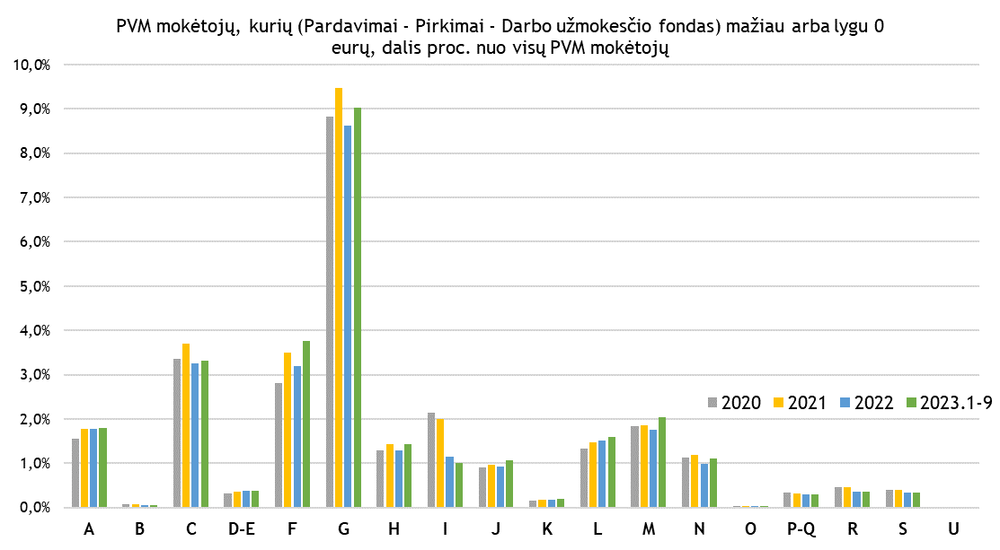 PVM mokėtojų, kurių (Pardavimai - Pirkimai - Darbo užmokesčio fondas) mažiau arba lygu 0
eurų, dalis proc. nuo visų PVM mokėtojų
10,0%
9,0%
8,0%
7,0%
6,0%
5,0%
4,0%
3,0%
2,0%
1,0%
0,0%
2020 2021 2022 2023.1-9
A B C D-E F G H I J K L M N O P-Q R S U